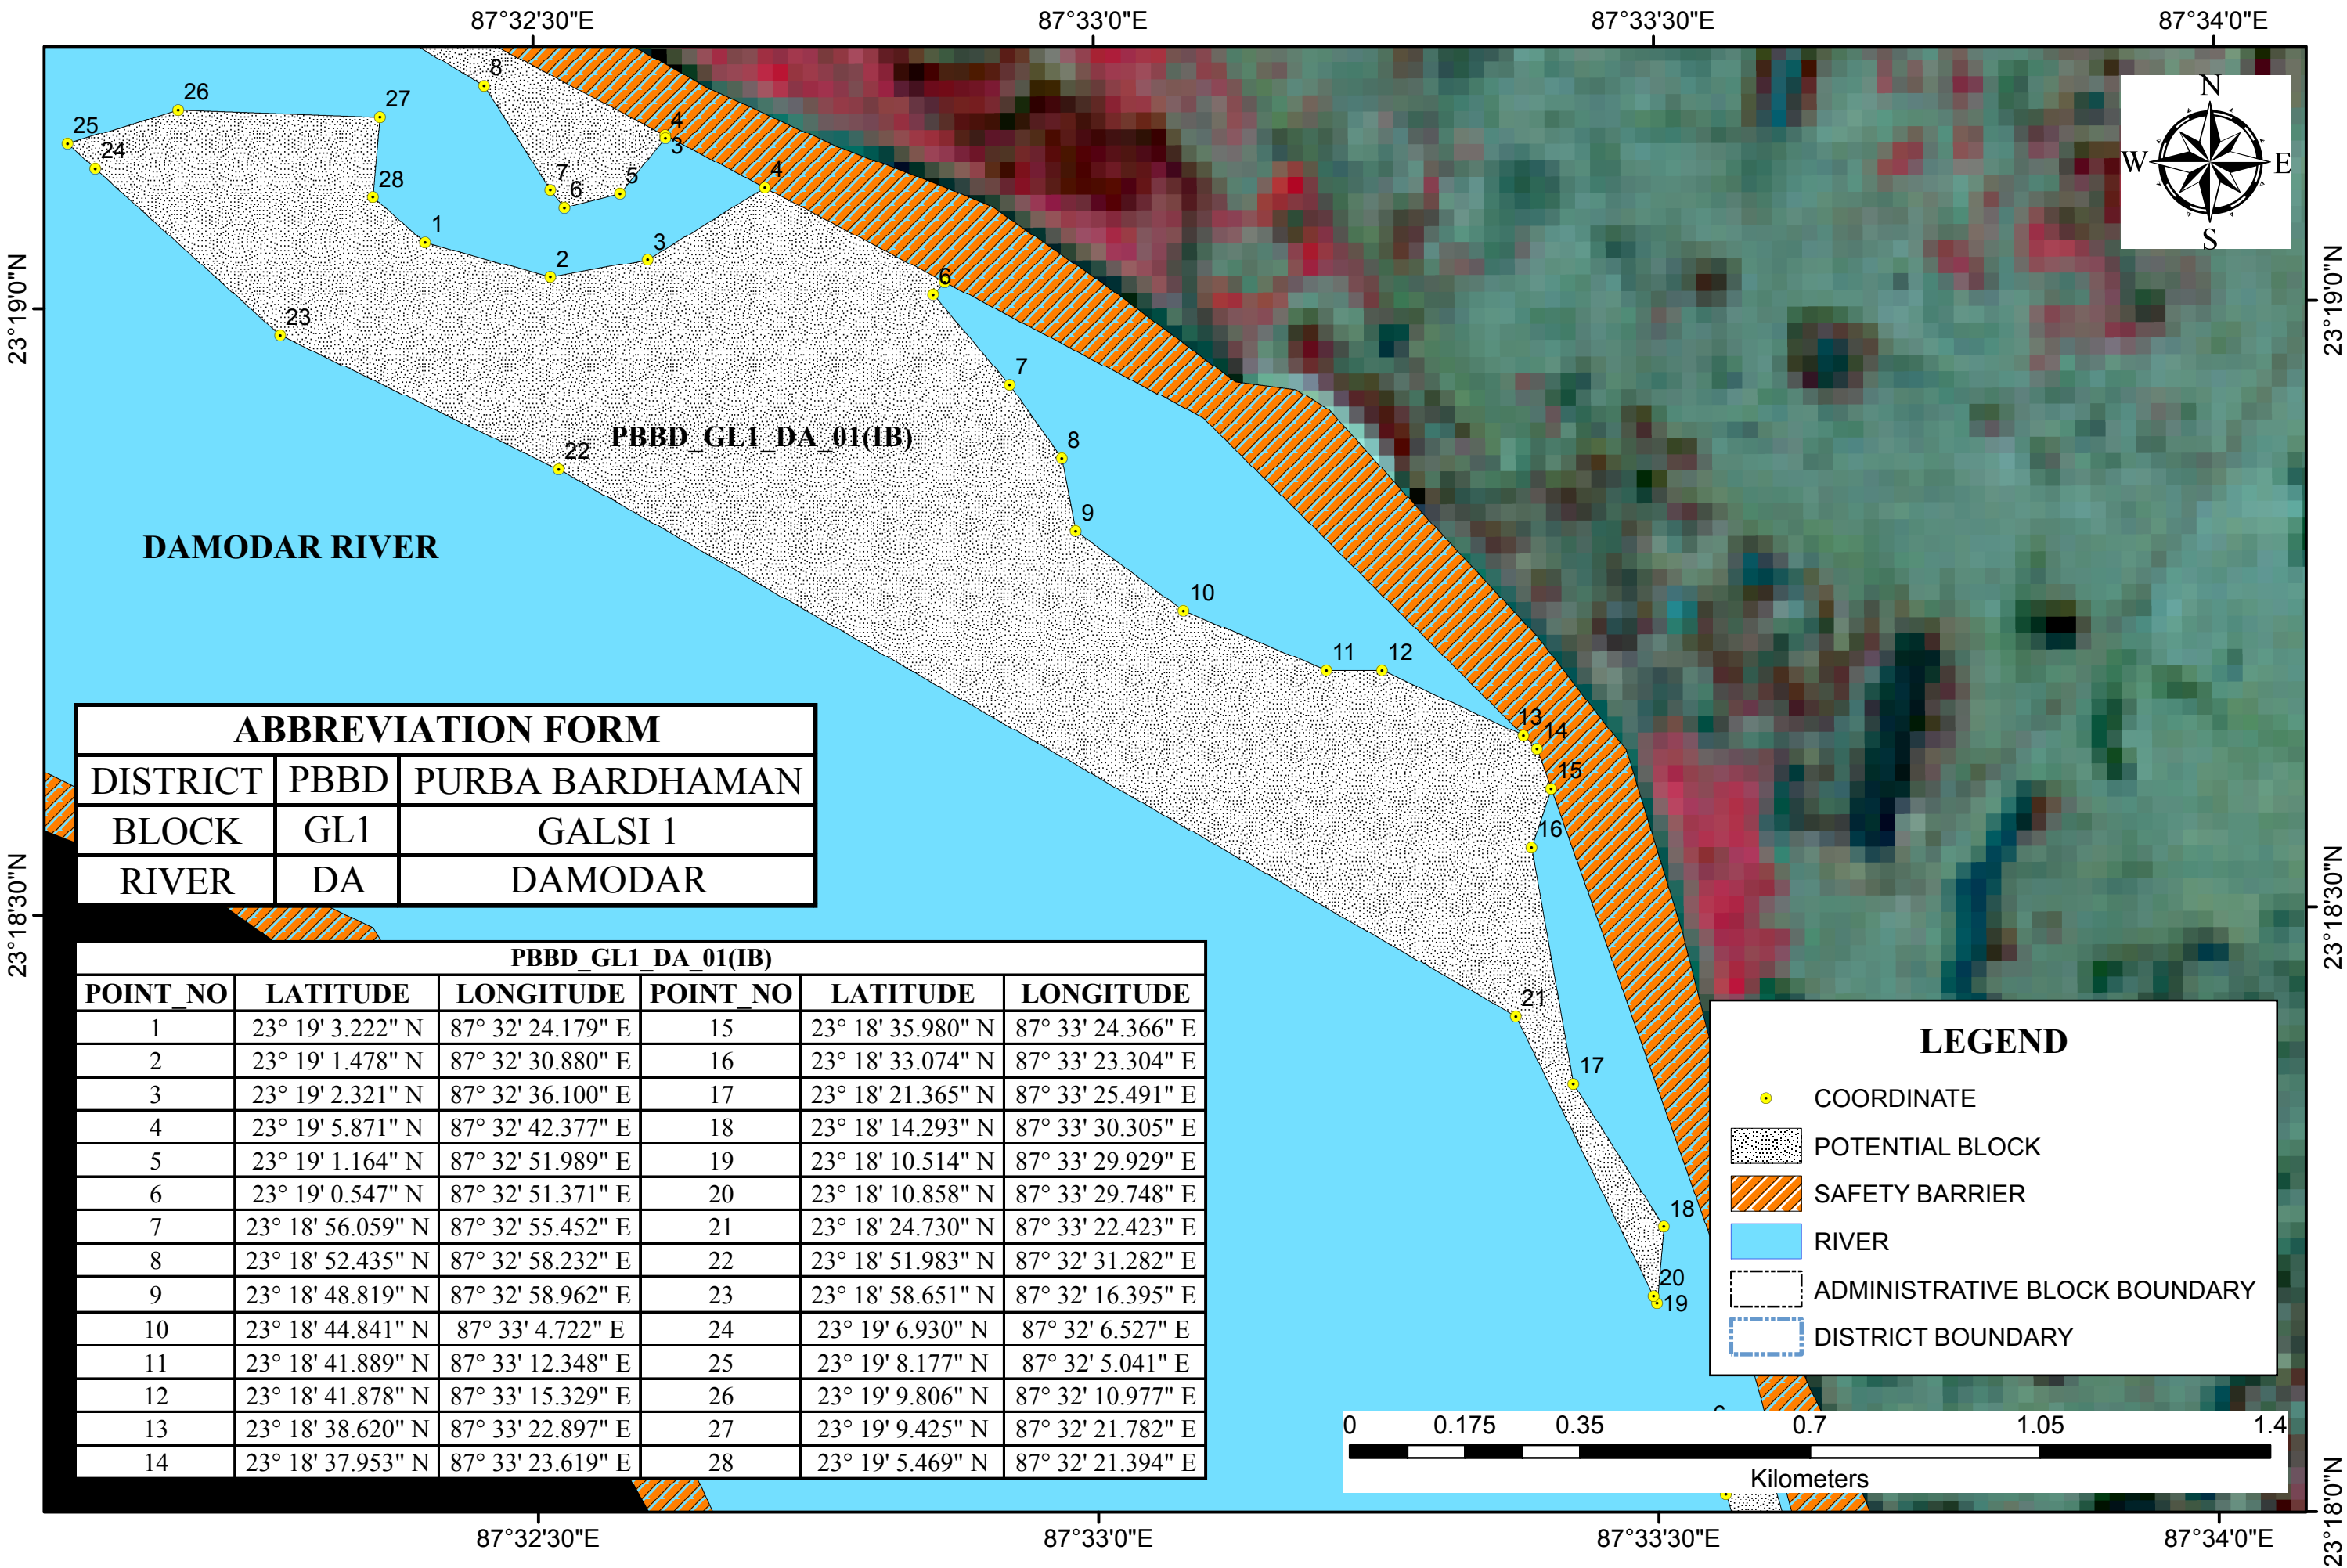 87°32'30"E 87°33'0"E 87°33'30"E 87°34'0"E
N
W E
S
8
26
27
25
24
4
3
28
7
6
5
4
1
2
3
6
23°19'0"N
23°19'0"N
23
7
PBBD_GL1_DA_01(IB)
8
22
9
DAMODAR RIVER
10
11 12
13
14
15
16
ABBREVIATION FORM
DISTRICT PBBD PURBA BARDHAMAN
BLOCK GL1 GALSI 1
RIVER DA DAMODAR
23°18'30"N
23°18'30"N
21
17
18
20
19
PBBD_GL1_DA_01(IB)
POINT_NO LATITUDE LONGITUDE POINT_NO LATITUDE LONGITUDE
1 23° 19' 3.222" N 87° 32' 24.179" E 15 23° 18' 35.980" N 87° 33' 24.366" E
2 23° 19' 1.478" N 87° 32' 30.880" E 16 23° 18' 33.074" N 87° 33' 23.304" E
3 23° 19' 2.321" N 87° 32' 36.100" E 17 23° 18' 21.365" N 87° 33' 25.491" E
4 23° 19' 5.871" N 87° 32' 42.377" E 18 23° 18' 14.293" N 87° 33' 30.305" E
5 23° 19' 1.164" N 87° 32' 51.989" E 19 23° 18' 10.514" N 87° 33' 29.929" E
6 23° 19' 0.547" N 87° 32' 51.371" E 20 23° 18' 10.858" N 87° 33' 29.748" E
7 23° 18' 56.059" N 87° 32' 55.452" E 21 23° 18' 24.730" N 87° 33' 22.423" E
8 23° 18' 52.435" N 87° 32' 58.232" E 22 23° 18' 51.983" N 87° 32' 31.282" E
9 23° 18' 48.819" N 87° 32' 58.962" E 23 23° 18' 58.651" N 87° 32' 16.395" E
10 23° 18' 44.841" N 87° 33' 4.722" E 24 23° 19' 6.930" N 87° 32' 6.527" E
11 23° 18' 41.889" N 87° 33' 12.348" E 25 23° 19' 8.177" N 87° 32' 5.041" E
12 23° 18' 41.878" N 87° 33' 15.329" E 26 23° 19' 9.806" N 87° 32' 10.977" E
13 23° 18' 38.620" N 87° 33' 22.897" E 27 23° 19' 9.425" N 87° 32' 21.782" E
14 23° 18' 37.953" N 87° 33' 23.619" E 28 23° 19' 5.469" N 87° 32' 21.394" E
LEGEND
COORDINATE
POTENTIAL BLOCK
SAFETY BARRIER
RIVER
ADMINISTRATIVE BLOCK BOUNDARY
DISTRICT BOUNDARY
0 0.175 0.35 0.7 1.05 1.4
Kilometers
23°18'0"N
87°32'30"E 87°33'0"E 87°33'30"E 87°34'0"E